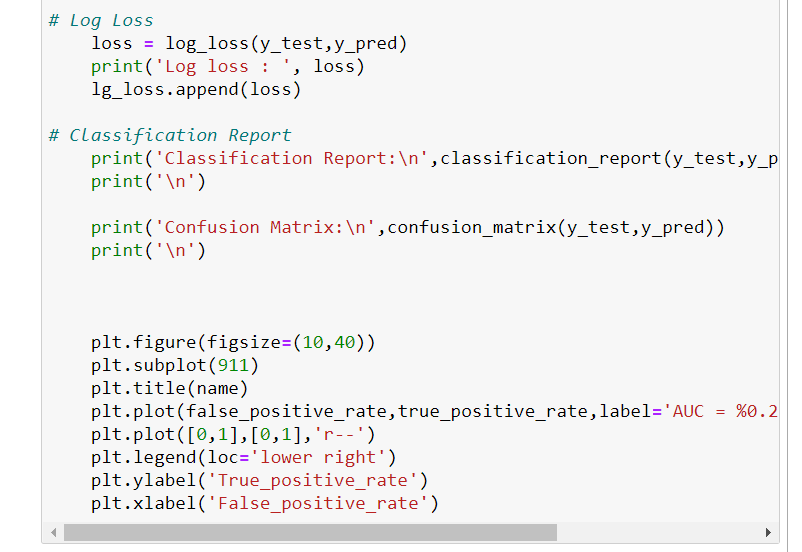 # Log Loss
    loss = log_loss(y_test,y_pred)
    print('Log loss : ', loss)
    lg_loss.append(loss)

# Classification Report
    print('Classification Report:\n',classification_report(y_test,y_p
    print('\n')

    print('Confusion Matrix:\n',confusion_matrix(y_test,y_pred))
    print('\n')

    plt.figure(figsize=(10,40))
    plt.subplot(911)
    plt.title(name)
    plt.plot(false_positive_rate,true_positive_rate,label='AUC = %0.2
    plt.plot([0,1],[0,1],'r--')
    plt.legend(loc='lower right')
    plt.ylabel('True_positive_rate')
    plt.xlabel('False_positive_rate')